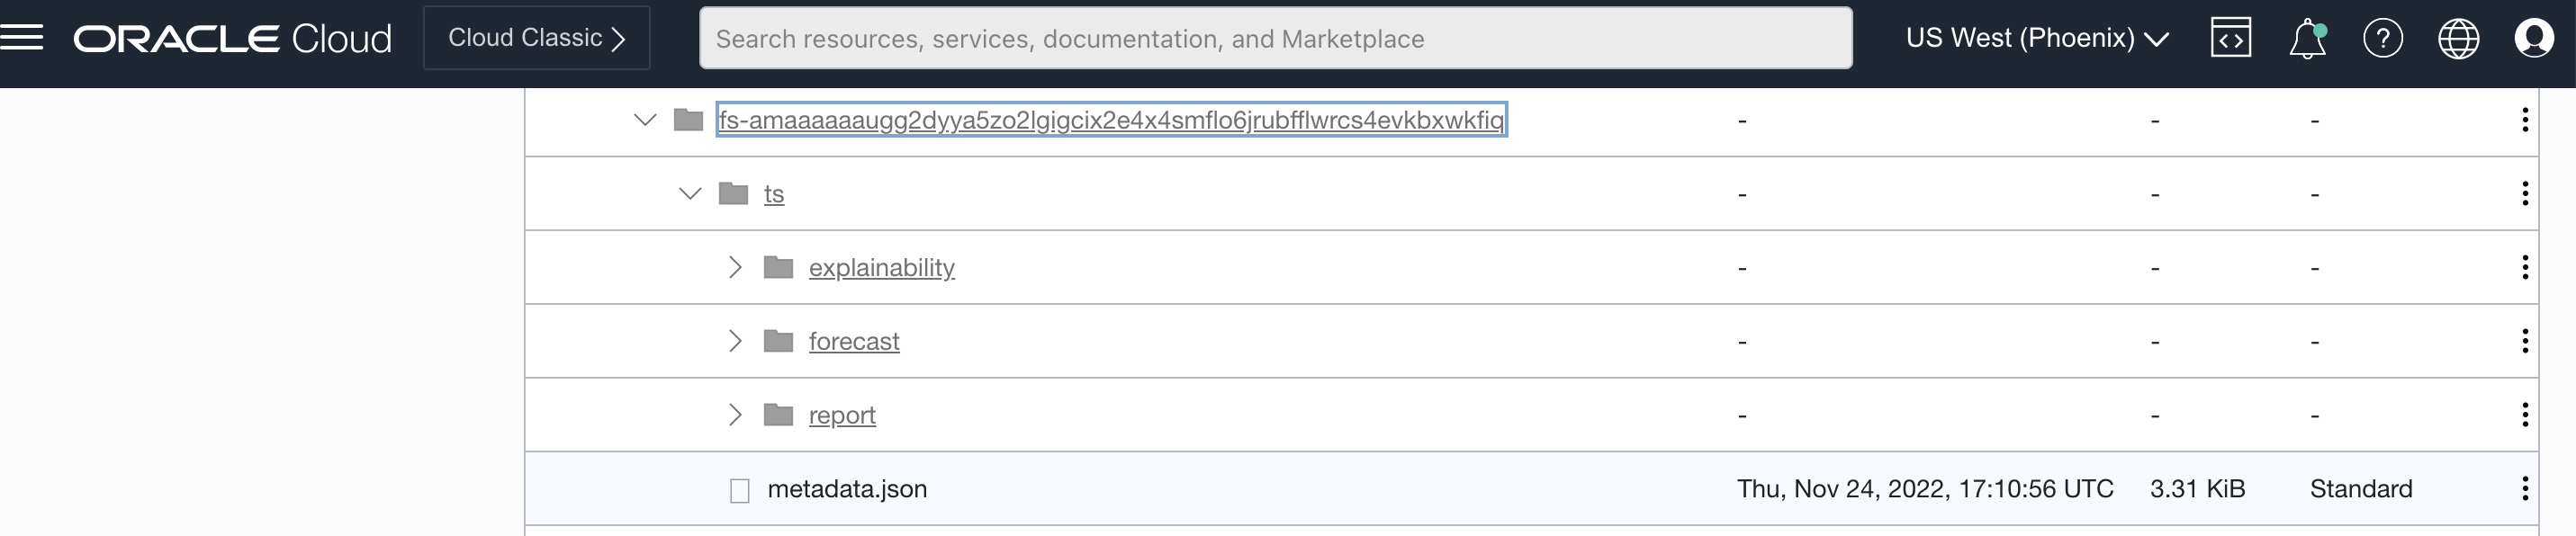 ORACLE Cloud
Cloud Classic
Search resources, services, documentation, and Marketplace
US West (Phoenix)
fs-amaaaaaaugg2dyya5zo2lgigcix2e4x4smflo6jrubfflwrcs4evkbxwkfiq - - -
ts - - -
explainability - - -
forecast - - -
report - - -
metadata.json Thu, Nov 24, 2022, 17:10:56 UTC 3.31 KiB Standard